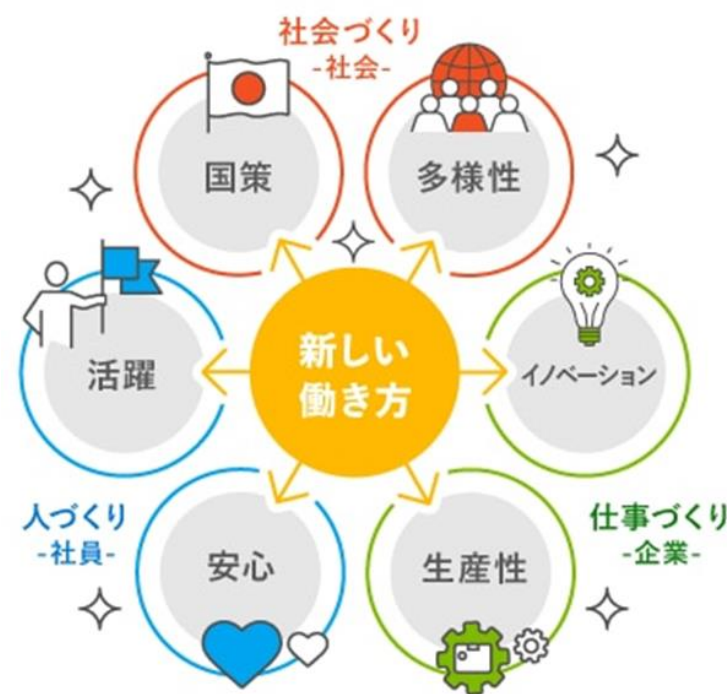 社会づくり
-社会-
国策
多様性
活躍
新しい
働き方
イノベーション
人づくり
-社員-
仕事づくり
-企業-
安心
生産性